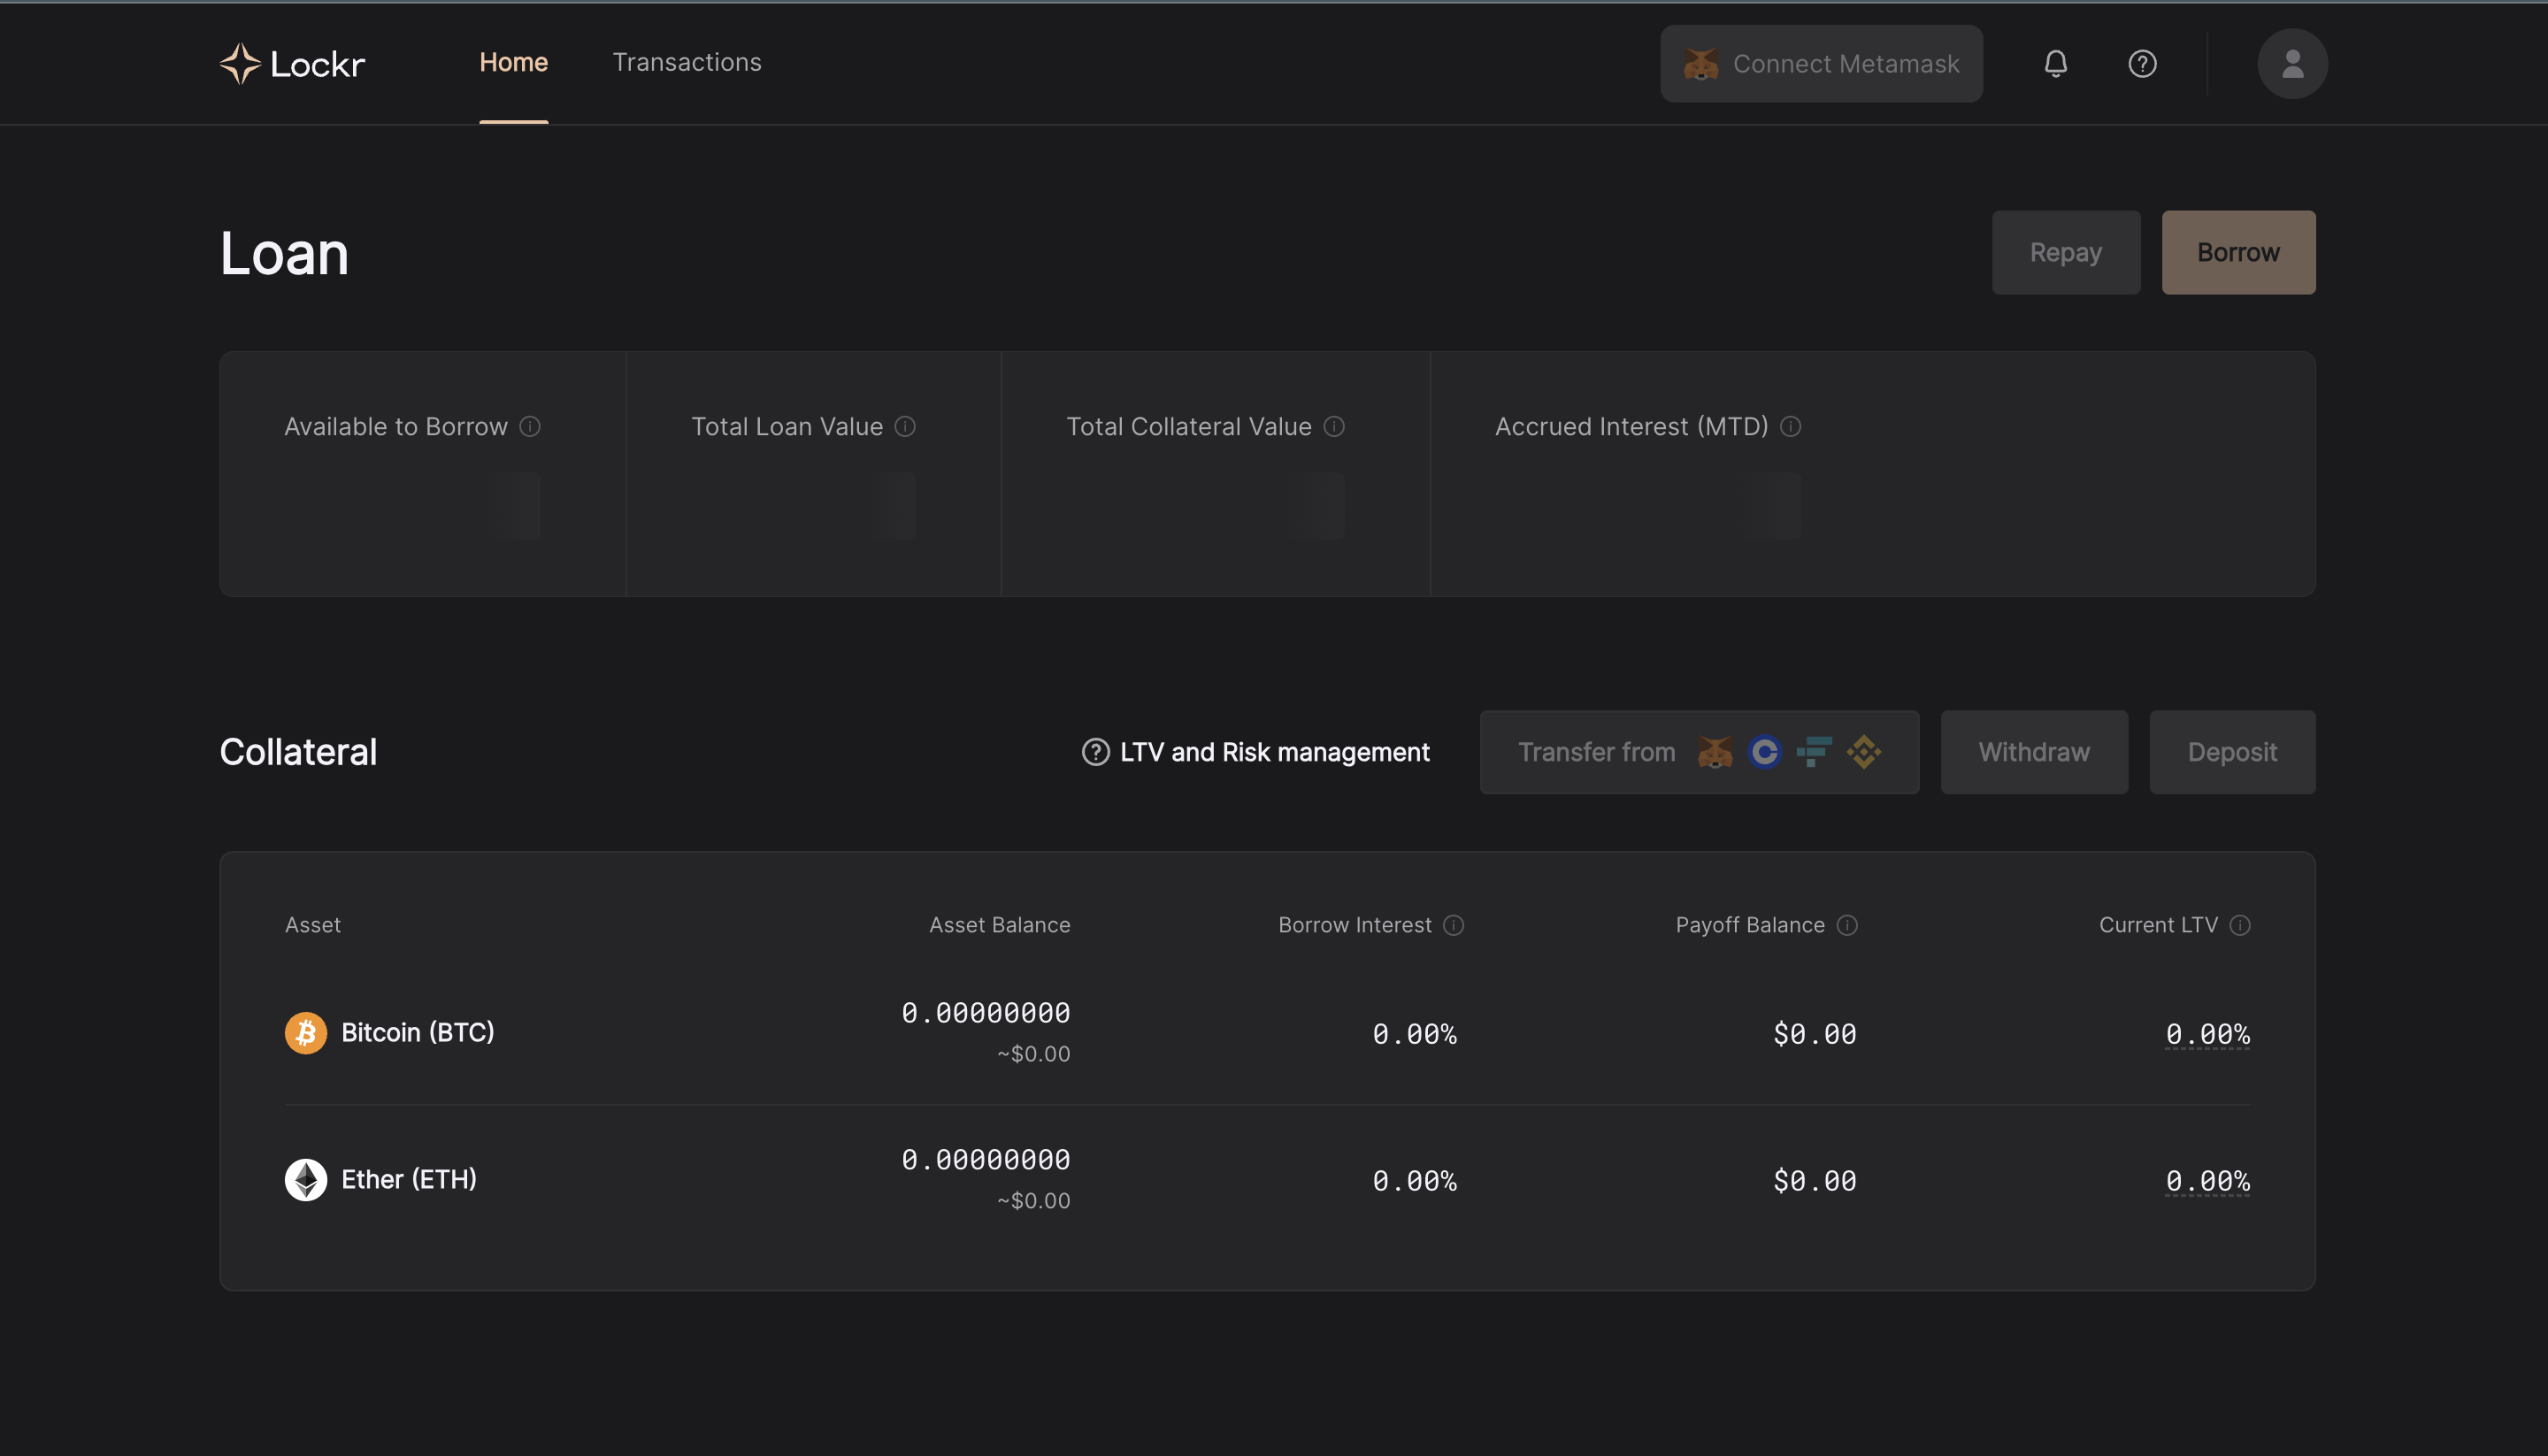 Lockr
Home
Transactions
Connect Metamask
Loan
Repay
Borrow
Available to Borrow
Total Loan Value
Total Collateral Value
Accrued Interest (MTD)
Collateral
LTV and Risk management
Transfer from
Withdraw
Deposit
Asset
Asset Balance
Borrow Interest
Payoff Balance
Current LTV
Bitcoin (BTC)
0.00000000
~$0.00
0.00%
$0.00
0.00%
Ether (ETH)
0.00000000
~$0.00
0.00%
$0.00
0.00%